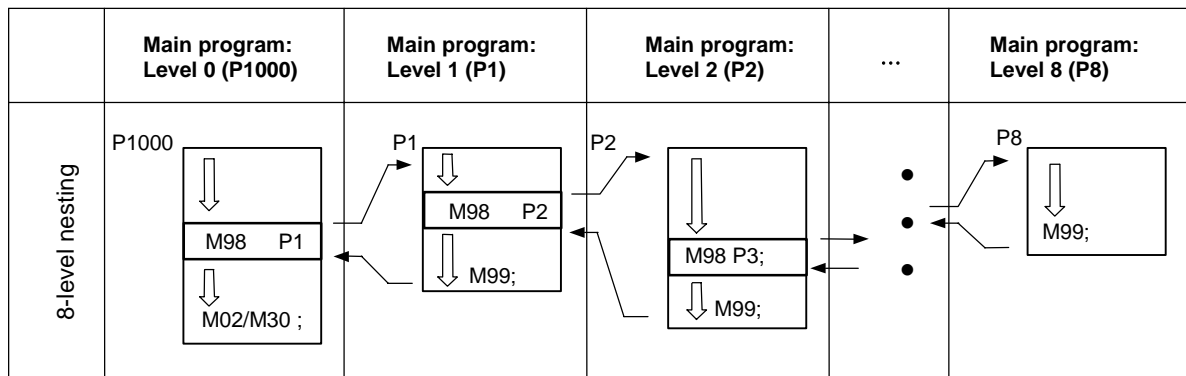 Main program:
Level 0 (P1000)
Main program:
Level 1 (P1)
Main program:
Level 2 (P2)
...
Main program:
Level 8 (P8)
8-level nesting
P1000
M98 P1
M02/M30 ;
P1
M98 P2
M99;
P2
M98 P3;
M99;
P8
M99;